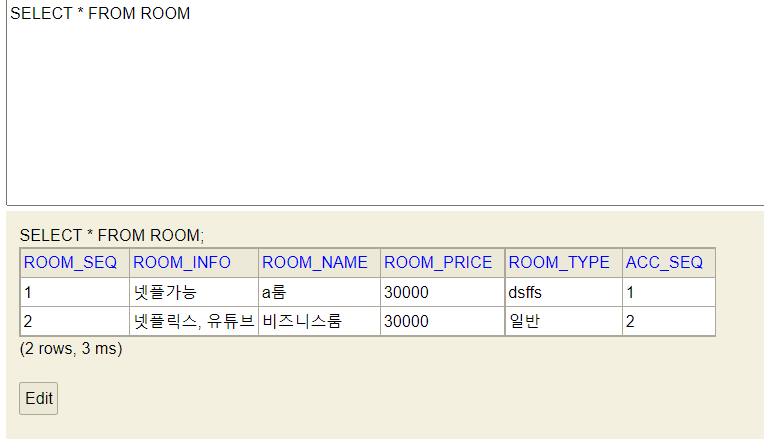 SELECT * FROM ROOM
SELECT * FROM ROOM;
ROOM_SEQ ROOM_INFO ROOM_NAME ROOM_PRICE ROOM_TYPE ACC_SEQ
1 넷플가능 a룸 30000 dsffs 1
2 넷플릭스, 유튜브 비즈니스룸 30000 일반 2
(2 rows, 3 ms)
Edit